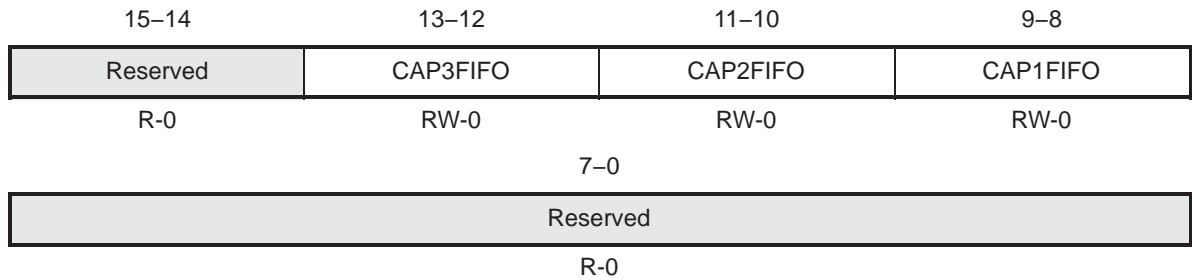 15–14 13–12 11–10 9–8
Reserved CAP3FIFO CAP2FIFO CAP1FIFO
R-0 RW-0 RW-0 RW-0
7–0
Reserved
R-0